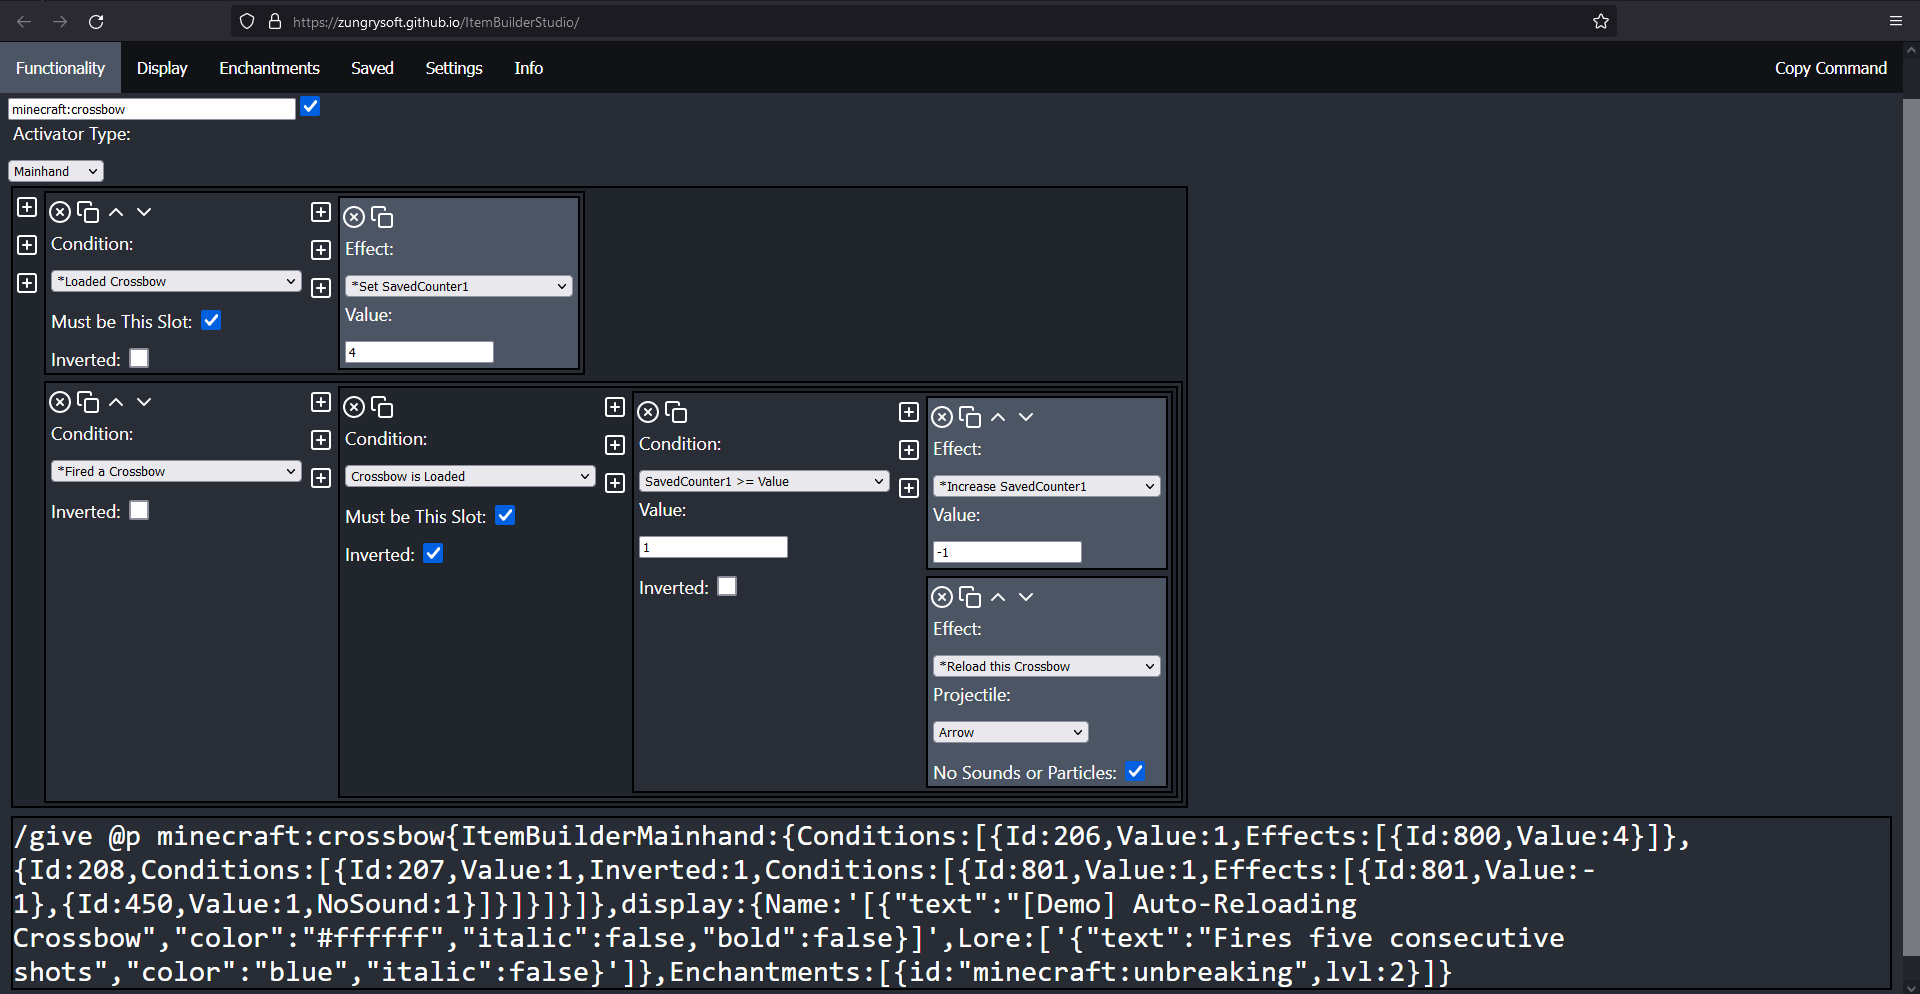 https://zungrysoft.github.io/ItemBuilderStudio/
Functionality Display Enchantments Saved Settings Info Copy Command
minecraft:crossbow
Activator Type:
Mainhand
Condition:
*Loaded Crossbow
Must be This Slot:
Inverted:
Effect:
*Set SavedCounter1
Value:
4
Condition:
*Fired a Crossbow
Inverted:
Condition:
Crossbow is Loaded
Must be This Slot:
Inverted:
Condition:
SavedCounter1 >= Value
Value:
1
Inverted:
Effect:
*Increase SavedCounter1
Value:
-1
Effect:
*Reload this Crossbow
Projectile:
Arrow
No Sounds or Particles:
/give @p minecraft:crossbow{ItemBuilderMainhand:{Conditions:[{Id:206,Value:1,Effects:[{Id:800,Value:4}]},
{Id:208,Conditions:[{Id:207,Value:1,Inverted:1,Conditions:[{Id:801,Value:1,Effects:[{Id:801,Value:-
1},{Id:450,Value:1,NoSound:1}]}]}]}]},display:{Name:'[{"text":"[Demo] Auto-Reloading
Crossbow","color":"#ffffff","italic":false,"bold":false}]',Lore:['{"text":"Fires five consecutive
shots","color":"blue","italic":false}']},Enchantments:[{id:"minecraft:unbreaking",lvl:2}]}